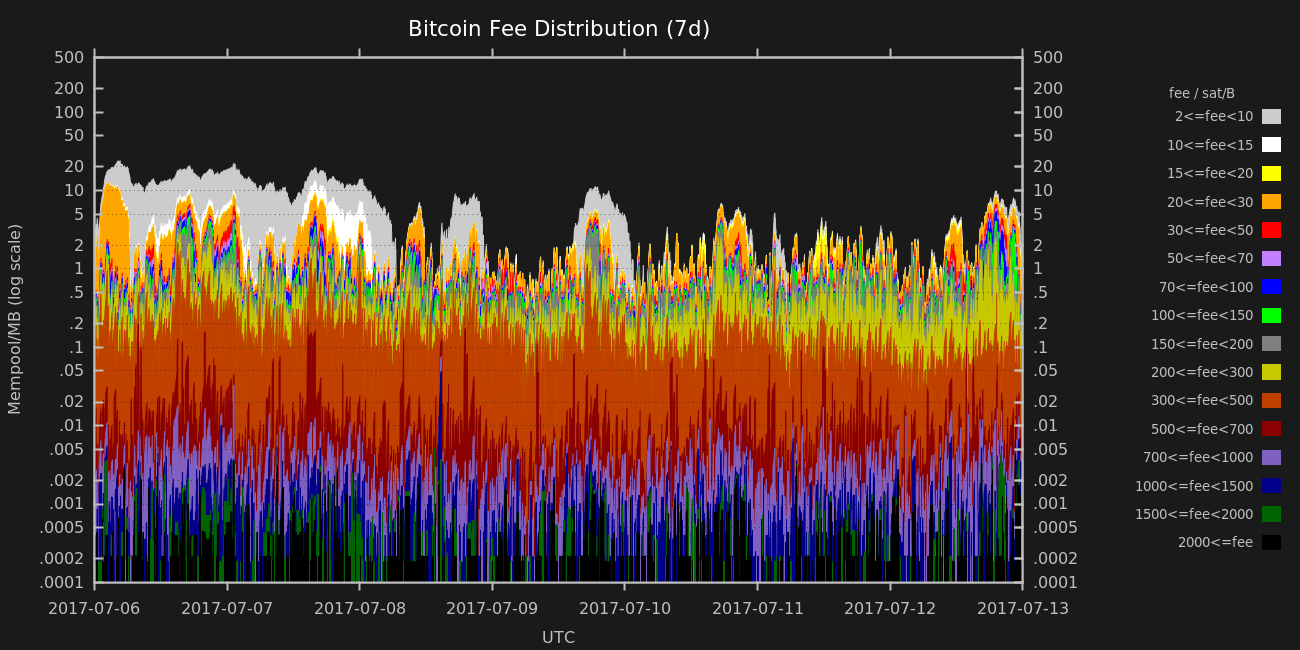 Bitcoin Fee Distribution (7d)
Mempool/MB (log scale)
500
200
100
50
20
10
5
2
1
.5
.2
.1
.05
.02
.01
.005
.002
.001
.0005
.0002
.0001
500
200
100
50
20
10
5
2
1
.5
.2
.1
.05
.02
.01
.005
.002
.001
.0005
.0002
.0001
2017-07-06 2017-07-07 2017-07-08 2017-07-09 2017-07-10 2017-07-11 2017-07-12 2017-07-13
UTC
fee / sat/B
2<=fee<10
10<=fee<15
15<=fee<20
20<=fee<30
30<=fee<50
50<=fee<70
70<=fee<100
100<=fee<150
150<=fee<200
200<=fee<300
300<=fee<500
500<=fee<700
700<=fee<1000
1000<=fee<1500
1500<=fee<2000
2000<=fee